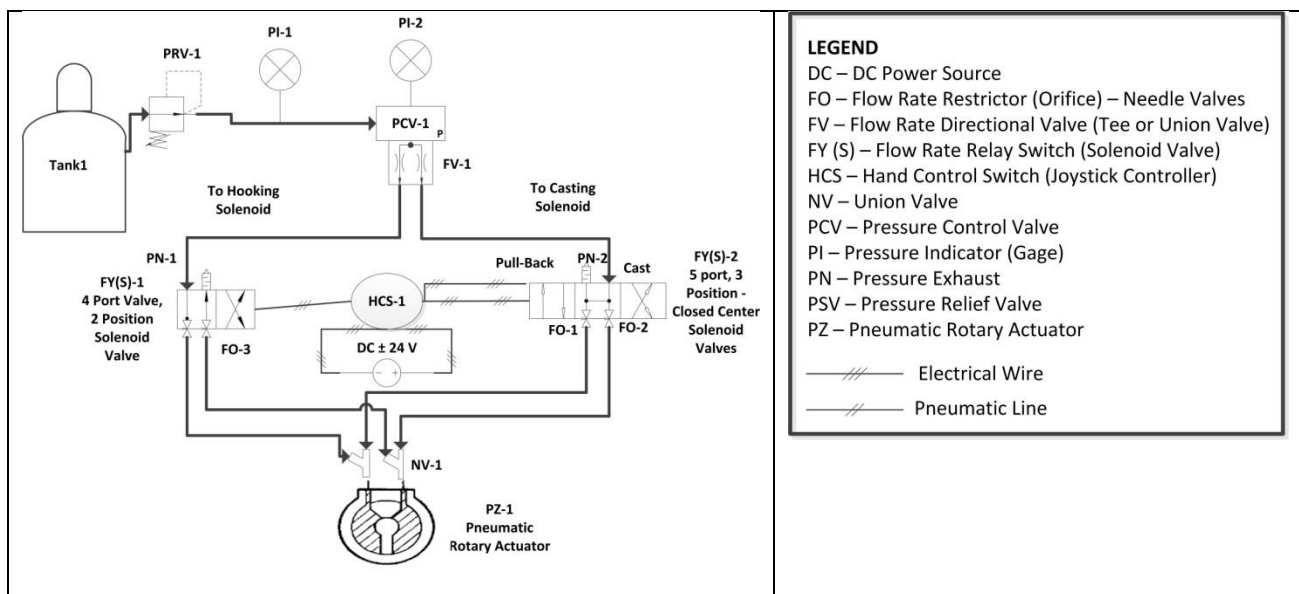 PI-1
PI-2
PRV-1
PCV-1
P
Tank1
FV-1
To Hooking
Solenoid
To Casting
Solenoid
PN-1
FY(S)-1
4 Port Valve,
2 Position
Solenoid
Valve
FO-3
HCS-1
DC ± 24 V
- +
Pull-Back
PN-2
Cast
FO-1
FO-2
FY(S)-2
5 port, 3
Position -
Closed Center
Solenoid
Valves
NV-1
PZ-1
Pneumatic
Rotary Actuator
LEGEND
DC – DC Power Source
FO – Flow Rate Restrictor (Orifice) – Needle Valves
FV – Flow Rate Directional Valve (Tee or Union Valve)
FY (S) – Flow Rate Relay Switch (Solenoid Valve)
HCS – Hand Control Switch (Joystick Controller)
NV – Union Valve
PCV – Pressure Control Valve
PI – Pressure Indicator (Gage)
PN – Pressure Exhaust
PSV – Pressure Relief Valve
PZ – Pneumatic Rotary Actuator
Electrical Wire
Pneumatic Line